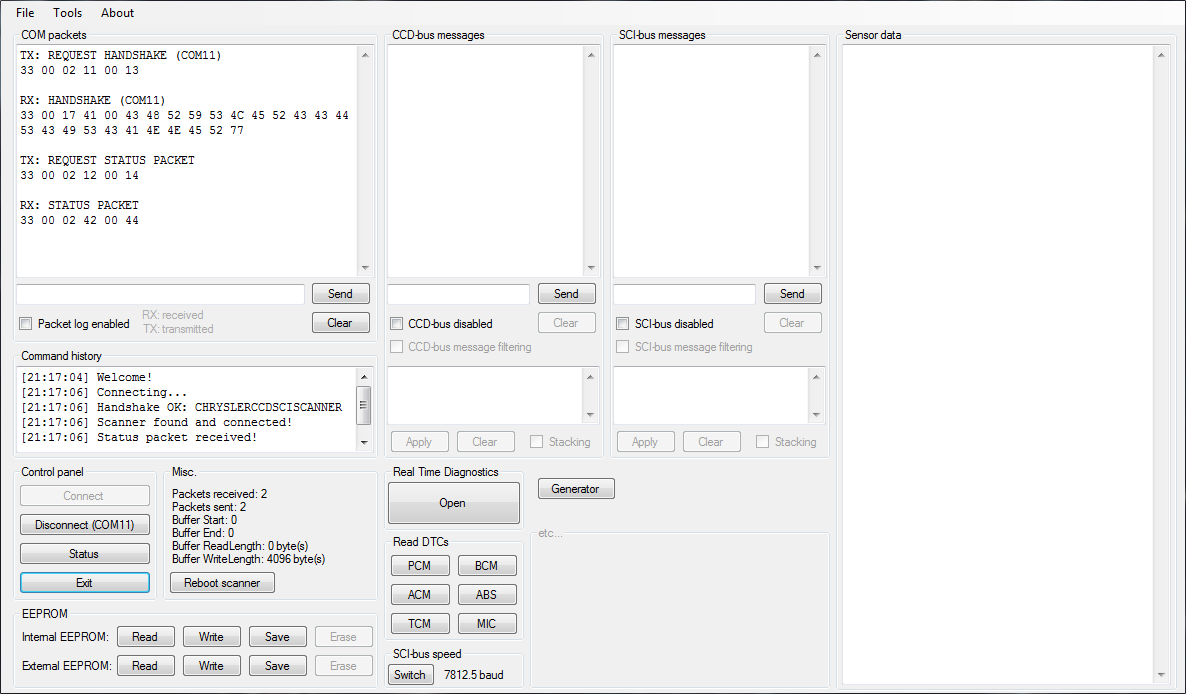 File Tools About
COM packets
TX: REQUEST HANDSHAKE (COM11)
33 00 02 11 00 13
RX: HANDSHAKE (COM11)
33 00 17 41 00 43 48 52 59 53 4C 45 52 43 43 44
53 43 49 53 43 41 4E 4E 45 52 77
TX: REQUEST STATUS PACKET
33 00 02 12 00 14
RX: STATUS PACKET
33 00 02 42 00 44
Send
Packet log enabled
RX: received
TX: transmitted
Clear
Command history
[21:17:04] Welcome!
[21:17:06] Connecting...
[21:17:06] Handshake OK: CHRYSLERCCDSCISCANNER
[21:17:06] Scanner found and connected!
[21:17:06] Status packet received!
Control panel
Connect
Disconnect (COM11)
Status
Exit
Misc.
Packets received: 2
Packets sent: 2
Buffer Start: 0
Buffer End: 0
Buffer ReadLength: 0 byte(s)
Buffer WriteLength: 4096 byte(s)
Reboot scanner
EEPROM
Internal EEPROM: Read Write Save Erase
External EEPROM: Read Write Save Erase
CCD-bus messages
Send
CCD-bus disabled
Clear
CCD-bus message filtering
Apply Clear Stacking
SCI-bus messages
Send
SCI-bus disabled
Clear
SCI-bus message filtering
Apply Clear Stacking
Real Time Diagnostics
Open
Generator
Read DTCs
PCM BCM
ACM ABS
TCM MIC
SCI-bus speed
Switch 7812.5 baud
etc...
Sensor data